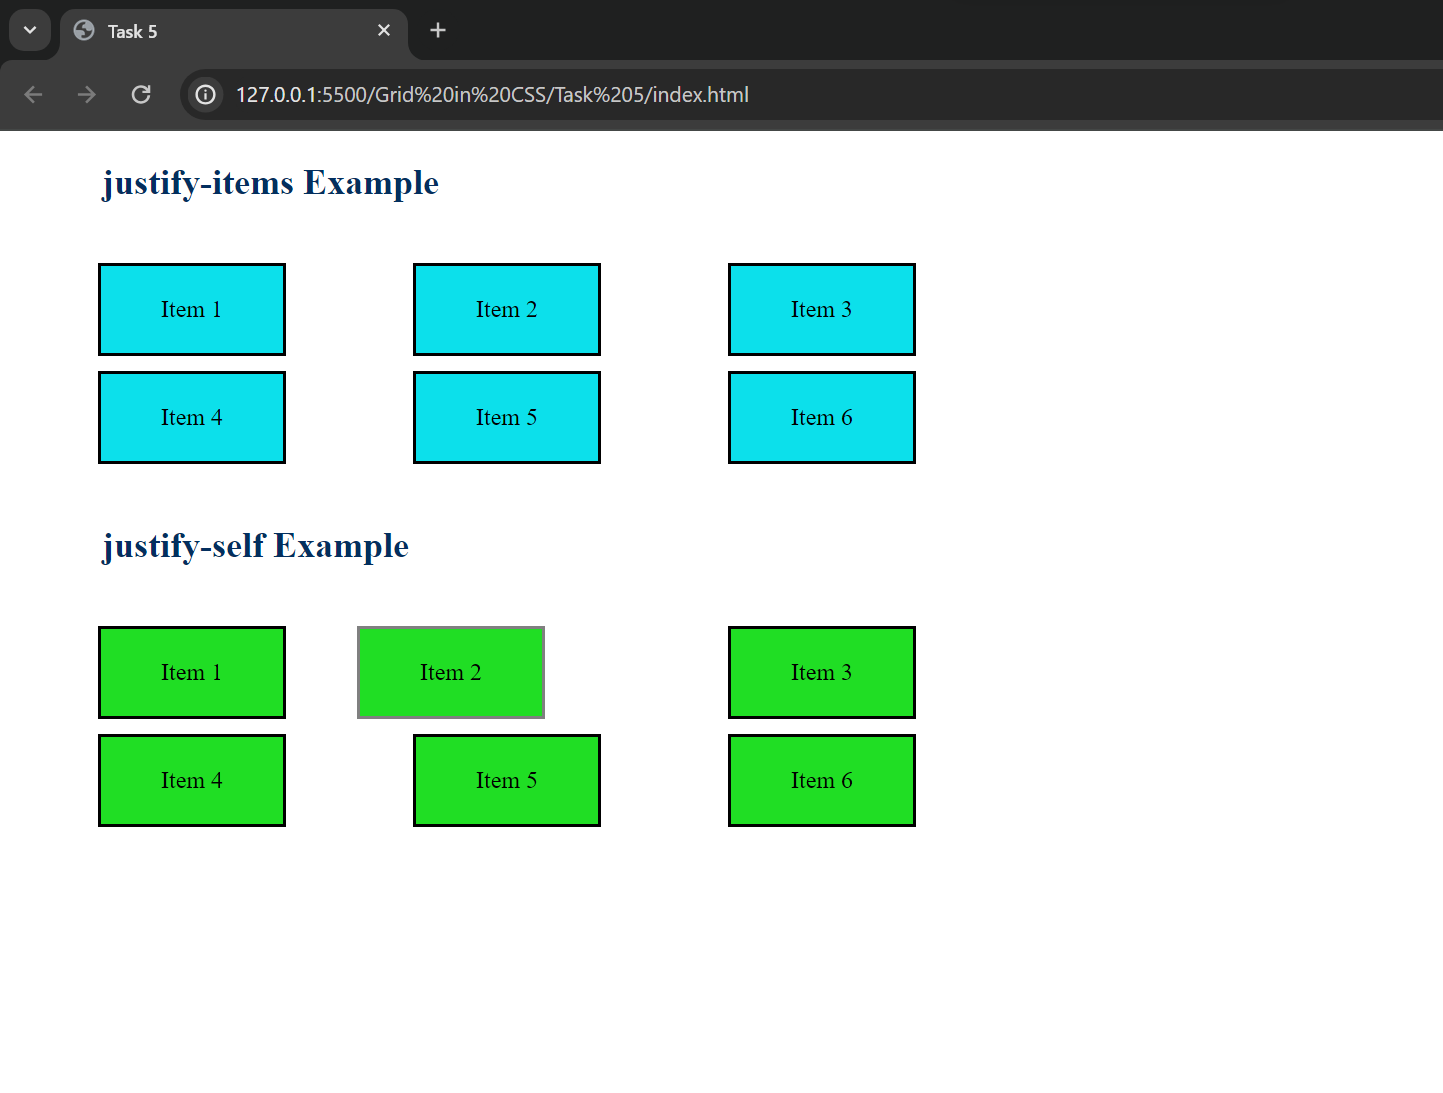 Task 5
127.0.0.1:5500/Grid%20in%20CSS/Task%205/index.html
justify-items Example
Item 1 Item 2 Item 3
Item 4 Item 5 Item 6
justify-self Example
Item 1 Item 2 Item 3
Item 4 Item 5 Item 6